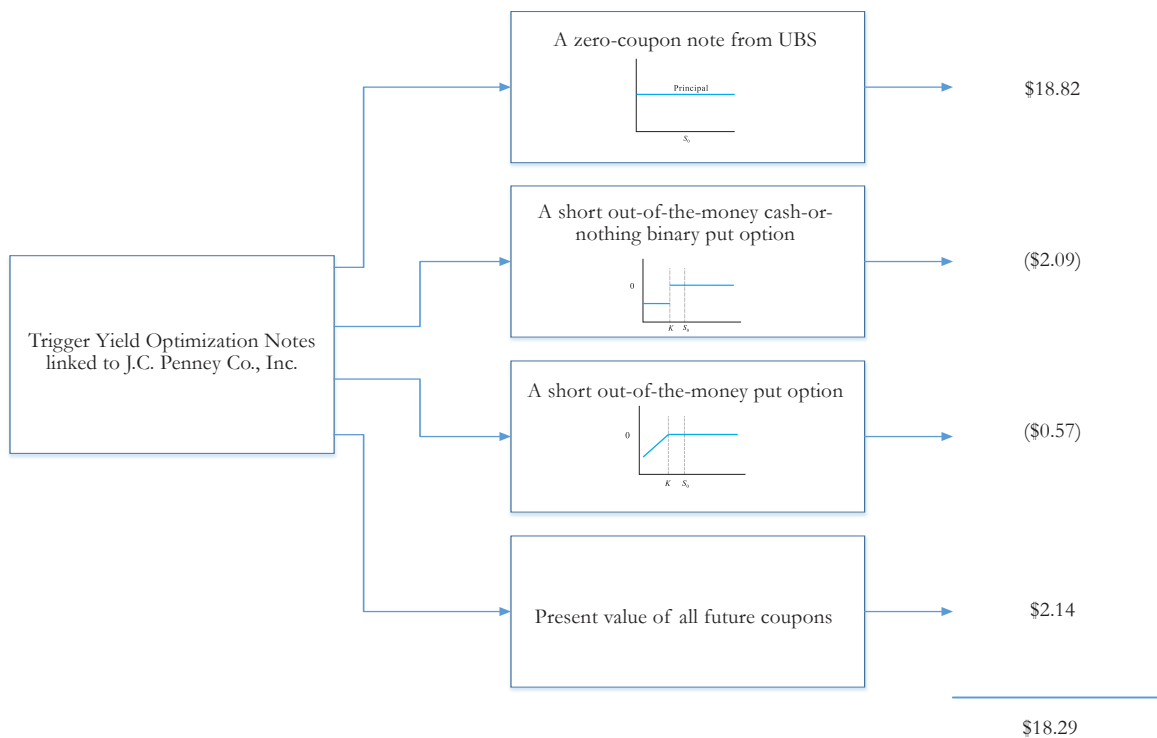 A zero-coupon note from UBS
Principal
S0
$18.82
A short out-of-the-money cash-or-
nothing binary put option
0
K S0
($2.09)
Trigger Yield Optimization Notes
linked to J.C. Penney Co., Inc.
A short out-of-the-money put option
0
K S0
($0.57)
Present value of all future coupons
$2.14
$18.29